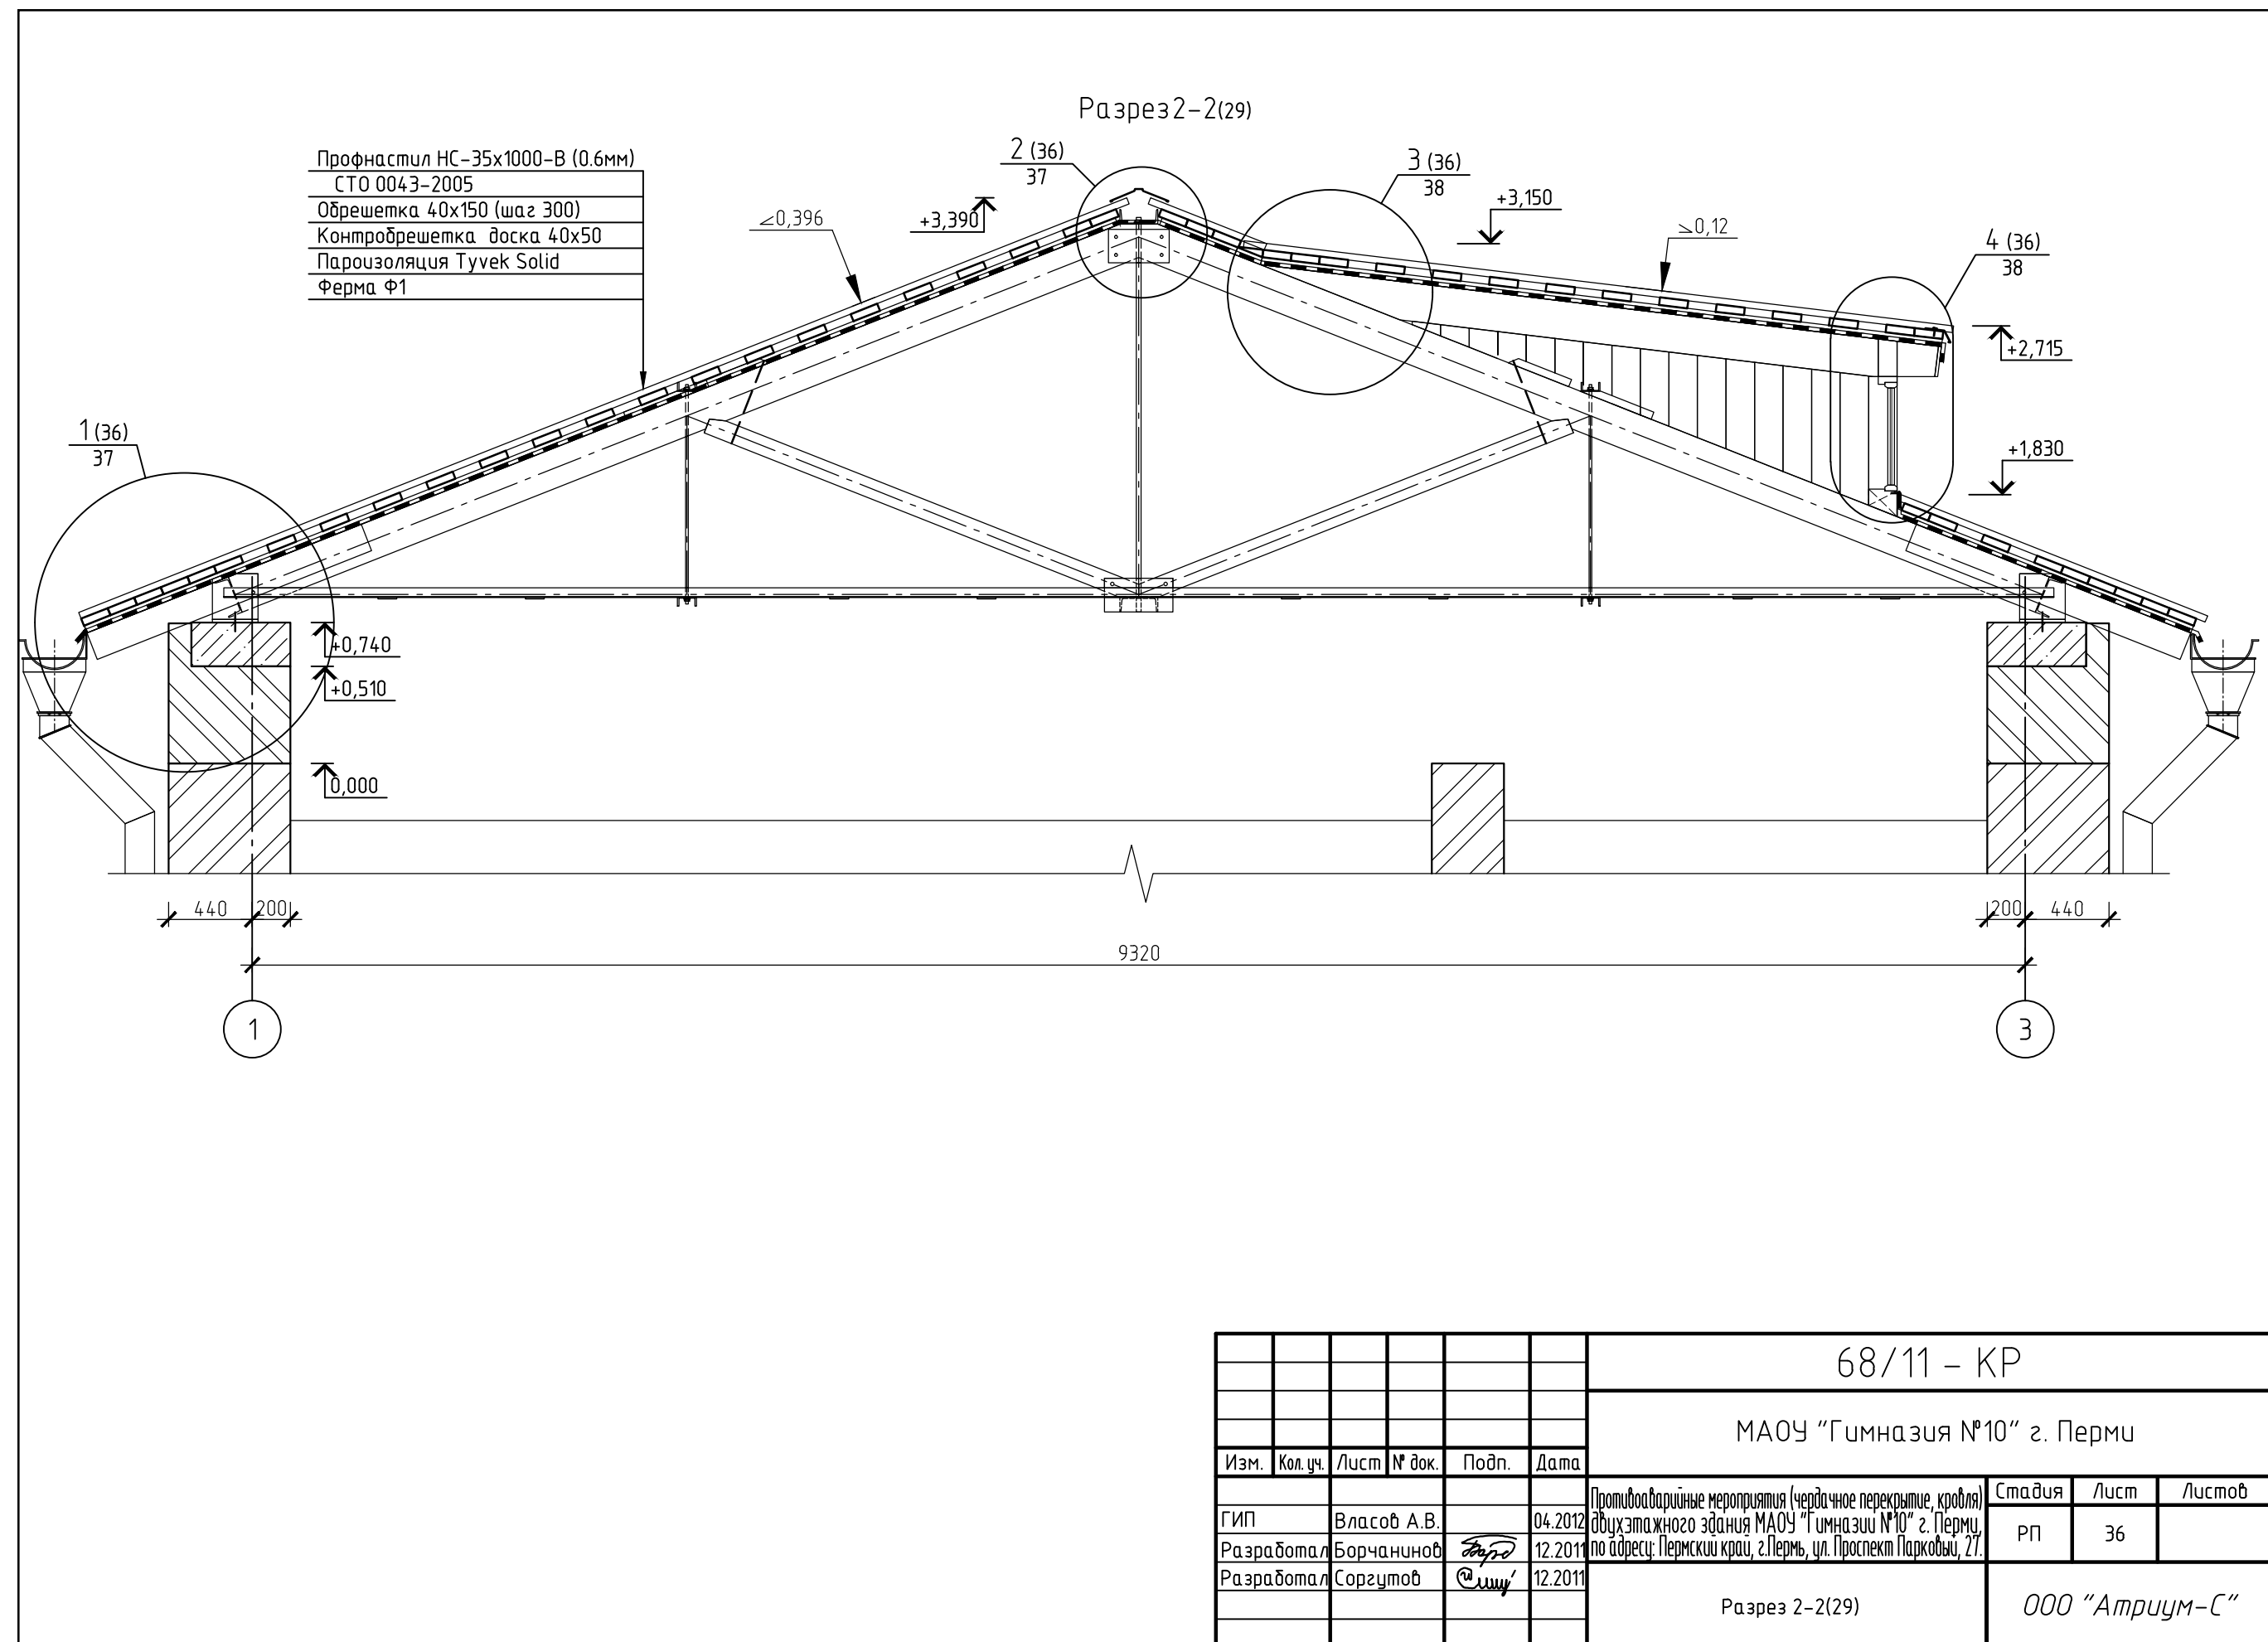 Разрез 2-2(29)
Профнастил НС-35х1000-В (0.6мм)
СТО 0043-2005
Обрешетка 40х150 (шаг 300)
Контробрешетка доска 40х50
Пароизоляция Tyvek Solid
Ферма Ф1
1 (36)
37
2 (36)
37
3 (36)
38
4 (36)
38
∠0,396
+3,390
+3,150
0,12
+2,715
+1,830
+0,740
+0,510
0,000
440
200
200
440
9320
1
3
68/11 - КР
МАОУ "Гимназия №10" г. Перми
Изм. Кол. уч. Лист № док. Подп. Дата
Противоаварийные мероприятия (чердачное перекрытие, кровля)
двухэтажного здания МАОУ "Гимназии №10" г. Перми,
по адресу: Пермский край, г.Пермь, ул. Проспект Парковый, 27.
Стадия Лист Листов
РП 36
ГИП Власов А.В. 04.2012
Разработал Борчанинов 12.2011
Разработал Соргутов 12.2011
Разрез 2-2(29)
ООО "Атриум-С"